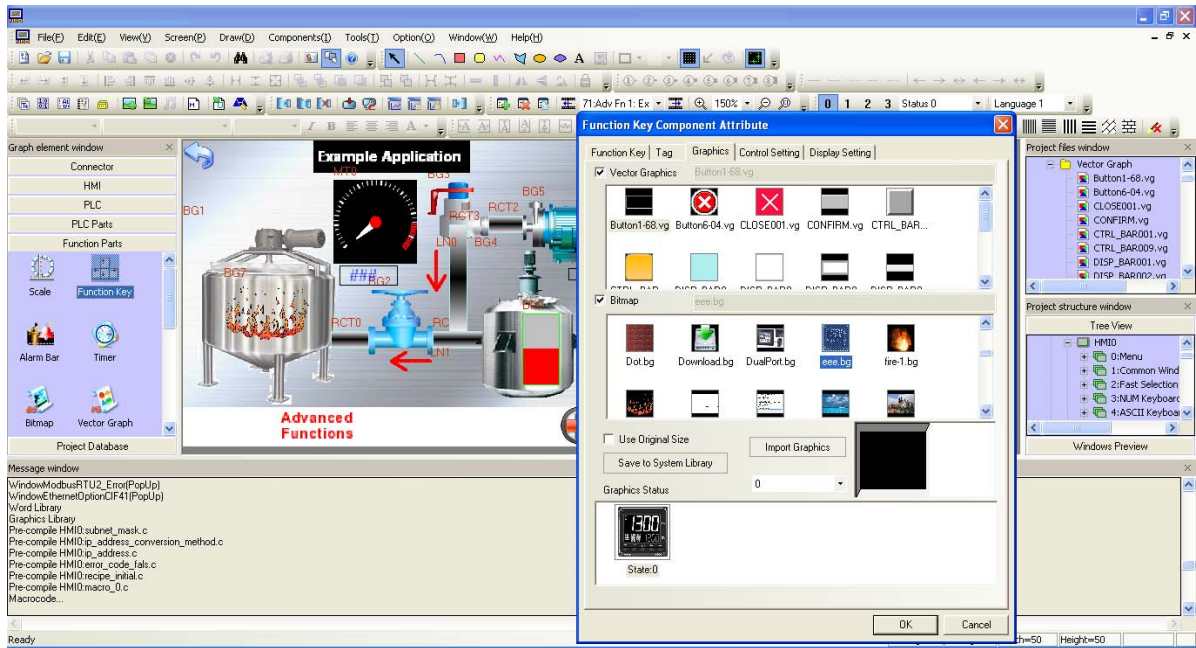 File(F) Edit(E) View(V) Screen(P) Draw(D) Components(I) Tools(T) Option(O) Window(W) Help(H)
71:Adv Fn 1: Ex 150% 0 1 2 3 Status 0 Language 1
Graph element window
Connector
HMI
PLC
PLC Parts
Function Parts
Scale Function Key
Alarm Bar Timer
Bitmap Vector Graph
Project Database
Example Application
MT0 BG3
BG1
BG5
RCT2
RCT3
LN0 BG4
BG7
###
BG2
RCT0
RC
LN1
Advanced
Functions
Function Key Component Attribute
Function Key Tag Graphics Control Setting Display Setting
Vector Graphics Button1-68.vg
Button1-68.vg Button6-04.vg CLOSE001.vg CONFIRM.vg CTRL_BAR...
Bitmap eee.bg
Dot.bg Download.bg DualPort.bg eee.bg fire-1.bg
Use Original Size
Import Graphics
Save to System Library
Graphics Status 0
1300
State:0
OK Cancel
Project files window
Vector Graph
Button1-68.vg
Button6-04.vg
CLOSE001.vg
CONFIRM.vg
CTRL_BAR001.vg
CTRL_BAR009.vg
DISP_BAR001.vg
DISP_BAR002.vg
Project structure window
Tree View
HMI0
0:Menu
1:Common Wind
2:Fast Selection
3:NUM Keyboard
4:ASCII Keyboar
Windows Preview
Message window
WindowModbusRTU2_Error(PopUp)
WindowEthernetOptionCIF41(PopUp)
Word Library
Graphics Library
Pre-compile HMI0:subnet_mask.c
Pre-compile HMI0:ip_address_conversion_method.c
Pre-compile HMI0:ip_address.c
Pre-compile HMI0:error_code_fals.c
Pre-compile HMI0:recipe_initial.c
Pre-compile HMI0:macro_0.c
Macrocode...
Ready
Height=50